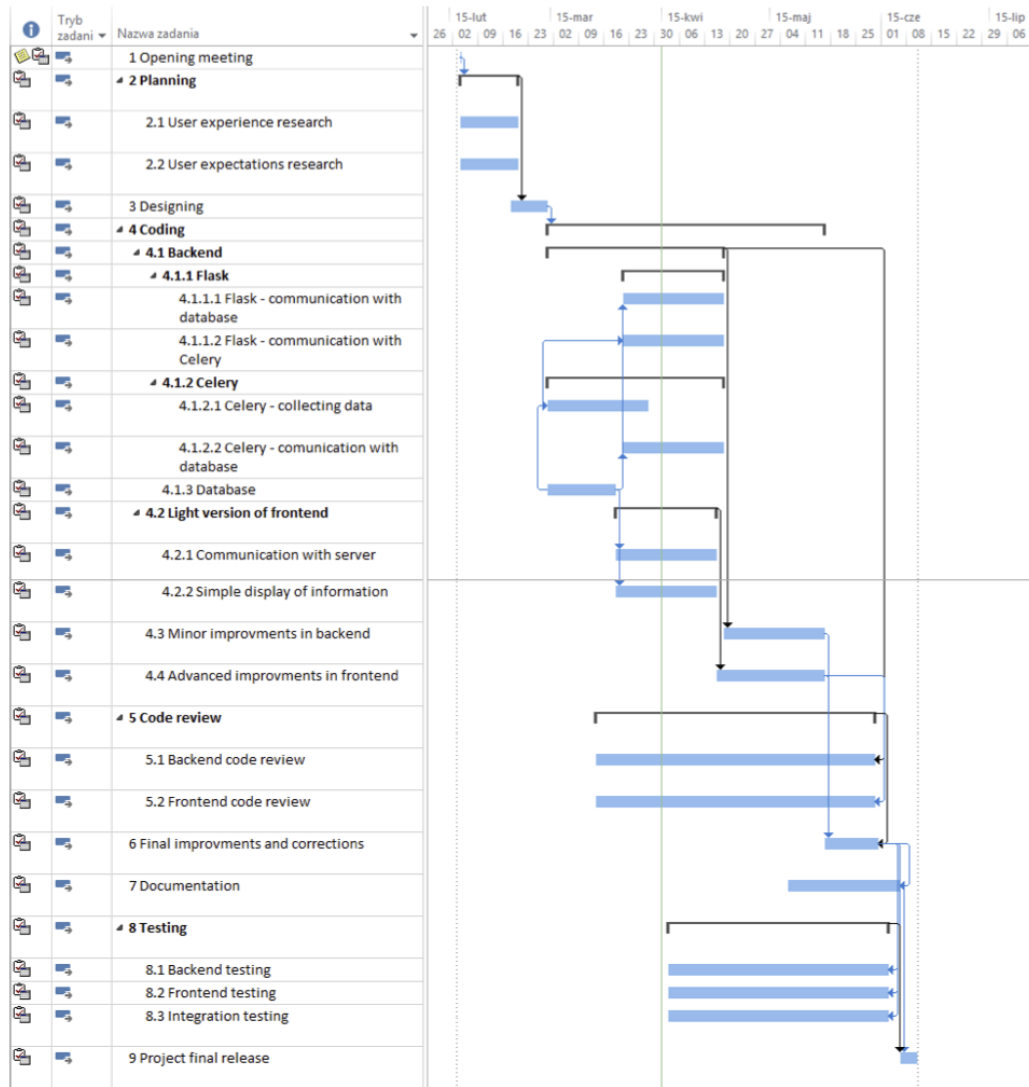 Tryb
zadani
Nazwa zadania
15-lut 15-mar 15-kwi 15-maj 15-cze 15-lip
26 02 09 16 23 02 09 16 23 30 06 13 20 27 04 11 18 25 01 08 15 22 29 06
1 Opening meeting
2 Planning
2.1 User experience research
2.2 User expectations research
3 Designing
4 Coding
4.1 Backend
4.1.1 Flask
4.1.1.1 Flask - communication with
database
4.1.1.2 Flask - communication with
Celery
4.1.2 Celery
4.1.2.1 Celery - collecting data
4.1.2.2 Celery - comunication with
database
4.1.3 Database
4.2 Light version of frontend
4.2.1 Communication with server
4.2.2 Simple display of information
4.3 Minor improvments in backend
4.4 Advanced improvments in frontend
5 Code review
5.1 Backend code review
5.2 Frontend code review
6 Final improvments and corrections
7 Documentation
8 Testing
8.1 Backend testing
8.2 Frontend testing
8.3 Integration testing
9 Project final release